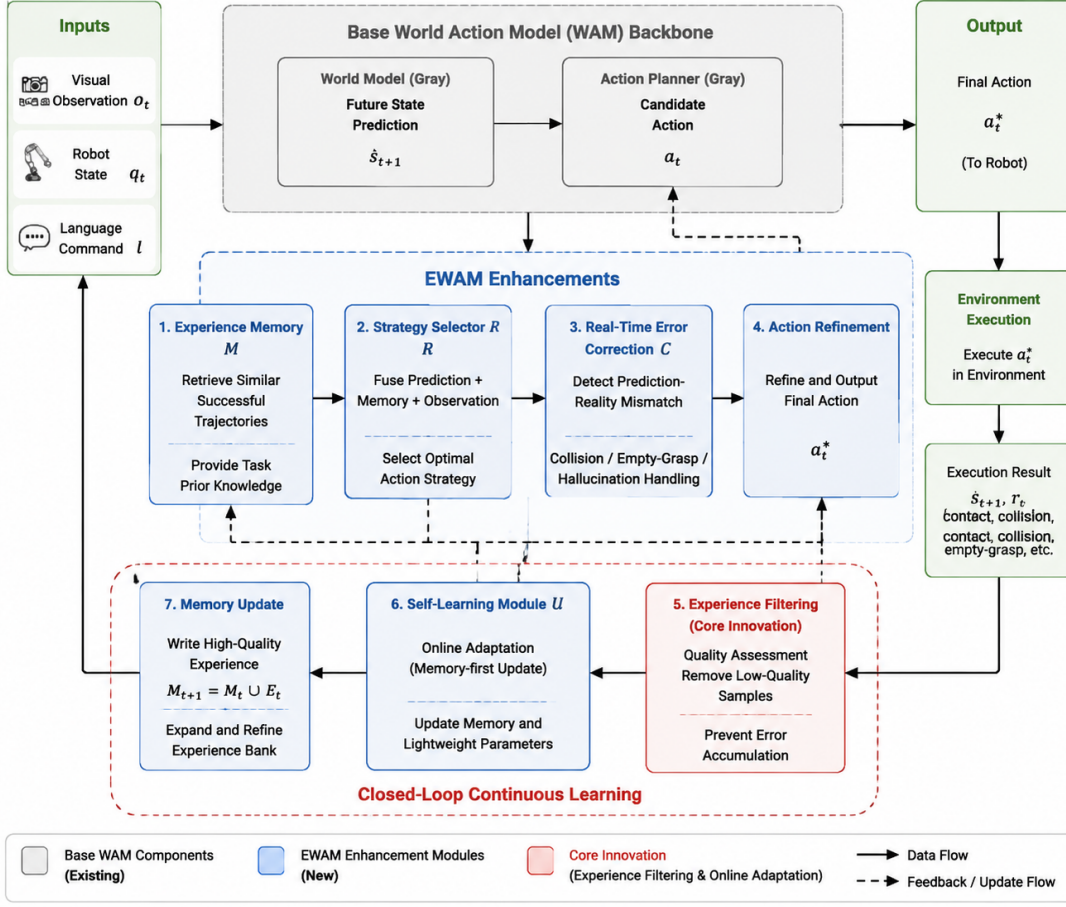 Inputs
Visual
Observation o_t
Robot
State q_t
Language
Command l
Base World Action Model (WAM) Backbone
World Model (Gray)
Future State
Prediction
ŝ_{t+1}
Action Planner (Gray)
Candidate
Action
a_t
Output
Final Action
a_t^*
(To Robot)
EWAM Enhancements
1. Experience Memory
M
Retrieve Similar
Successful
Trajectories
Provide Task
Prior Knowledge
2. Strategy Selector R
R
Fuse Prediction +
Memory + Observation
Select Optimal
Action Strategy
3. Real-Time Error
Correction C
Detect Prediction-
Reality Mismatch
Collision / Empty-Grasp /
Hallucination Handling
4. Action Refinement
Refine and Output
Final Action
a_t^*
Environment
Execution
Execute a_t^*
in Environment
Execution Result
ṡ_{t+1}, r_t
contact, collision,
contact, collision,
empty-grasp, etc.
7. Memory Update
Write High-Quality
Experience
M_{t+1} = M_t ∪ E_t
Expand and Refine
Experience Bank
6. Self-Learning Module U
Online Adaptation
(Memory-first Update)
Update Memory and
Lightweight Parameters
5. Experience Filtering
(Core Innovation)
Quality Assessment
Remove Low-Quality
Samples
Prevent Error
Accumulation
Closed-Loop Continuous Learning
Base WAM Components
(Existing)
EWAM Enhancement Modules
(New)
Core Innovation
(Experience Filtering & Online Adaptation)
Data Flow
Feedback / Update Flow